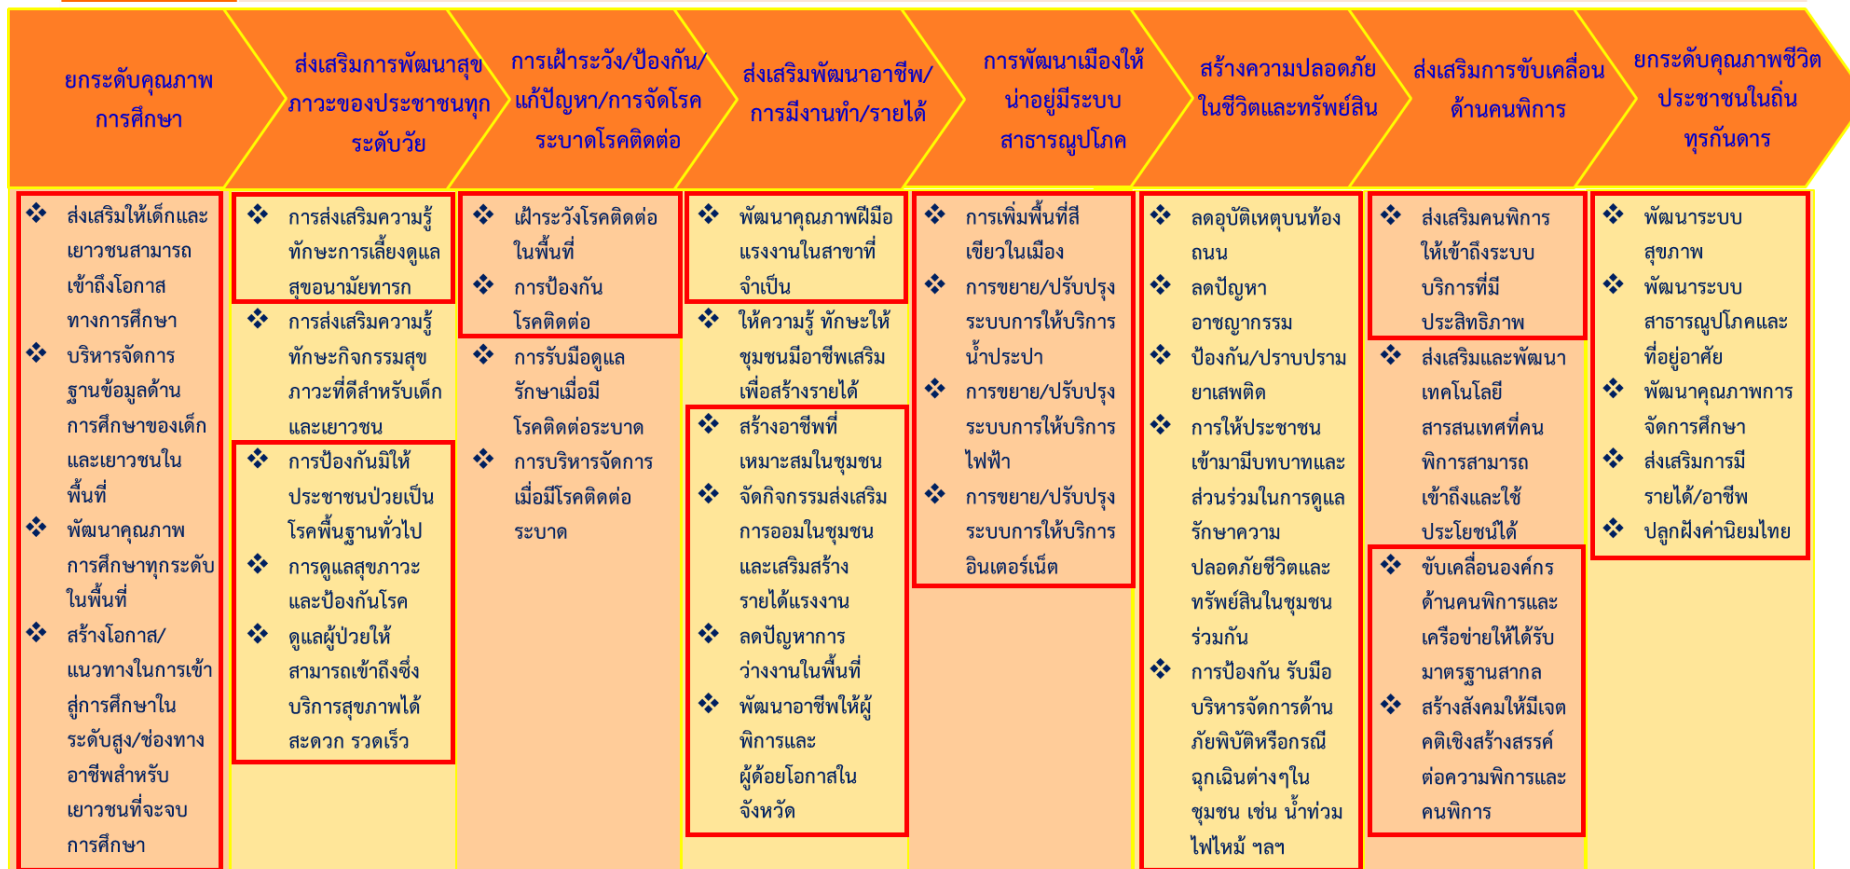 ยกระดับคุณภาพ
การศึกษา
ส่งเสริมการพัฒนาสุข
ภาวะของประชาชนทุก
ระดับวัย
การเฝ้าระวัง/ป้องกัน/
แก้ปัญหา/การจัดโรค
ระบาดโรคติดต่อ
ส่งเสริมพัฒนาอาชีพ/
การมีงานทำ/รายได้
การพัฒนาเมืองให้
น่าอยู่มีระบบ
สาธารณูปโภค
สร้างความปลอดภัย
ในชีวิตและทรัพย์สิน
ส่งเสริมการขับเคลื่อน
ด้านคนพิการ
ยกระดับคุณภาพชีวิต
ประชาชนในถิ่น
ทุรกันดาร
❖ ส่งเสริมให้เด็กและ
เยาวชนสามารถ
เข้าถึงโอกาส
ทางการศึกษา
❖ บริหารจัดการ
ฐานข้อมูลด้าน
การศึกษาของเด็ก
และเยาวชนใน
พื้นที่
❖ พัฒนาคุณภาพ
การศึกษาทุกระดับ
ในพื้นที่
❖ สร้างโอกาส/
แนวทางในการเข้า
สู่การศึกษาใน
ระดับสูง/ช่องทาง
อาชีพสำหรับ
เยาวชนที่จะจบ
การศึกษา
❖ การส่งเสริมความรู้
ทักษะการเลี้ยงดูแล
สุขอนามัยทารก
❖ การส่งเสริมความรู้
ทักษะกิจกรรมสุข
ภาวะที่ดีสำหรับเด็ก
และเยาวชน
❖ การป้องกันมิให้
ประชาชนป่วยเป็น
โรคพื้นฐานทั่วไป
❖ การดูแลสุขภาวะ
และป้องกันโรค
❖ ดูแลผู้ป่วยให้
สามารถเข้าถึงซึ่ง
บริการสุขภาพได้
สะดวก รวดเร็ว
❖ เฝ้าระวังโรคติดต่อ
ในพื้นที่
❖ การป้องกัน
โรคติดต่อ
❖ การรับมือดูแล
รักษาเมื่อมี
โรคติดต่อระบาด
❖ การบริหารจัดการ
เมื่อมีโรคติดต่อ
ระบาด
❖ พัฒนาคุณภาพฝีมือ
แรงงานในสาขาที่
จำเป็น
❖ ให้ความรู้ ทักษะให้
ชุมชนมีอาชีพเสริม
เพื่อสร้างรายได้
❖ สร้างอาชีพที่
เหมาะสมในชุมชน
❖ จัดกิจกรรมส่งเสริม
การออมในชุมชน
และเสริมสร้าง
รายได้แรงงาน
❖ ลดปัญหาการ
ว่างงานในพื้นที่
❖ พัฒนาอาชีพให้ผู้
พิการและ
ผู้ด้อยโอกาสใน
จังหวัด
❖ การเพิ่มพื้นที่สี
เขียวในเมือง
❖ การขยาย/ปรับปรุง
ระบบการให้บริการ
น้ำประปา
❖ การขยาย/ปรับปรุง
ระบบการให้บริการ
ไฟฟ้า
❖ การขยาย/ปรับปรุง
ระบบการให้บริการ
อินเตอร์เน็ต
❖ ลดอุบัติเหตุบนท้อง
ถนน
❖ ลดปัญหา
อาชญากรรม
❖ ป้องกัน/ปราบปราม
ยาเสพติด
❖ การให้ประชาชน
เข้ามามีบทบาทและ
ส่วนร่วมในการดูแล
รักษาความ
ปลอดภัยชีวิตและ
ทรัพย์สินในชุมชน
ร่วมกัน
❖ การป้องกัน รับมือ
บริหารจัดการด้าน
ภัยพิบัติหรือกรณี
ฉุกเฉินต่างๆใน
ชุมชน เช่น น้ำท่วม
ไฟไหม้ ฯลฯ
❖ ส่งเสริมคนพิการ
ให้เข้าถึงระบบ
บริการที่มี
ประสิทธิภาพ
❖ ส่งเสริมและพัฒนา
เทคโนโลยี
สารสนเทศที่คน
พิการสามารถ
เข้าถึงและใช้
ประโยชน์ได้
❖ ขับเคลื่อนองค์กร
ด้านคนพิการและ
เครือข่ายให้ได้รับ
มาตรฐานสากล
❖ สร้างสังคมให้มีเจต
คติเชิงสร้างสรรค์
ต่อความพิการและ
คนพิการ
❖ พัฒนาระบบ
สุขภาพ
❖ พัฒนาระบบ
สาธารณูปโภคและ
ที่อยู่อาศัย
❖ พัฒนาคุณภาพการ
จัดการศึกษา
❖ ส่งเสริมการมี
รายได้/อาชีพ
❖ ปลูกฝังค่านิยมไทย